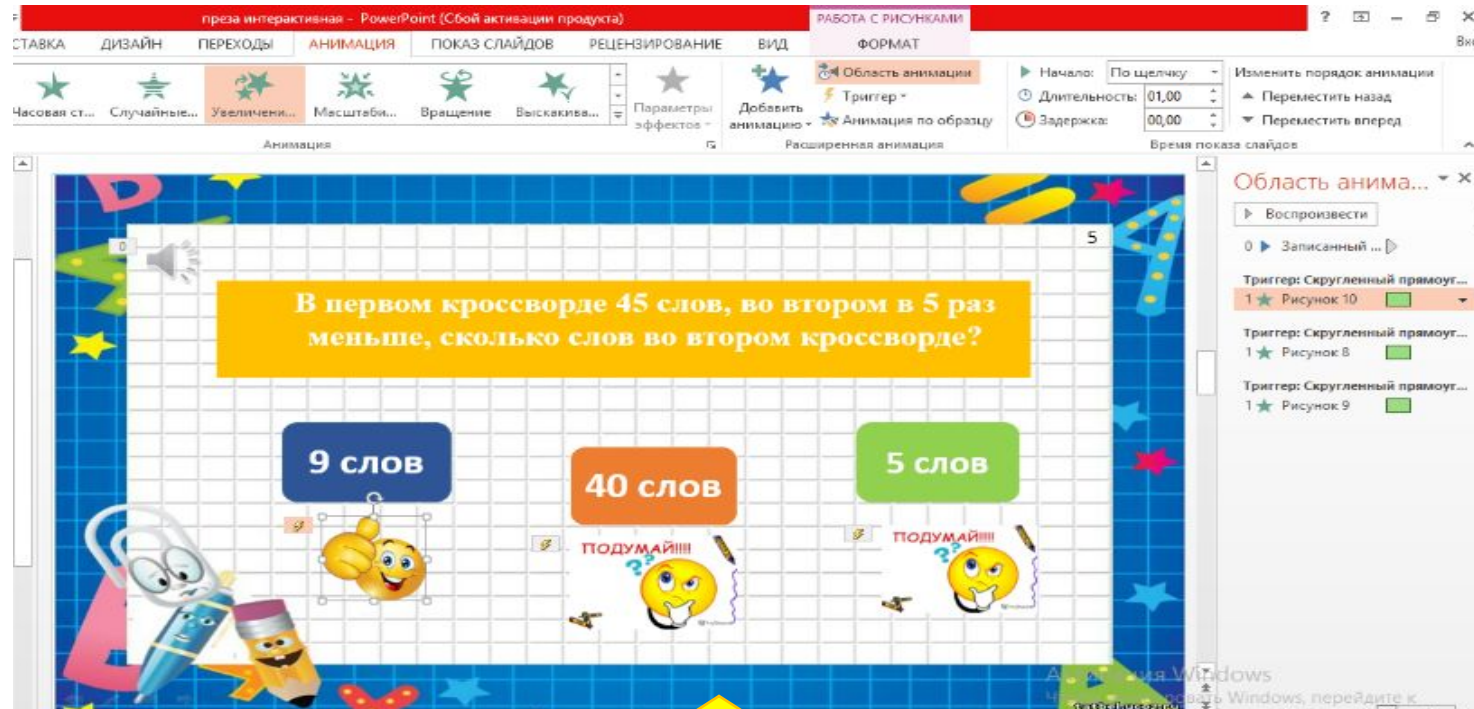 преза интерактивная - PowerPoint (Сбой активации продукта)
РАБОТА С РИСУНКАМИ
?
СТАВКА ДИЗАЙН ПЕРЕХОДЫ АНИМАЦИЯ ПОКАЗ СЛАЙДОВ РЕЦЕНЗИРОВАНИЕ ВИД ФОРМАТ
Часовая ст... Случайные... Увеличени... Масштаби... Вращение Выскакива...
Параметры эффектов
Добавить анимацию
Область анимации
Триггер
Анимация по образцу
Начало: По щелчку
Длительность: 01,00
Задержка: 00,00
Изменить порядок анимации
Переместить назад
Переместить вперед
Анимация Расширенная анимация Время показа слайдов
0
5
В первом кроссворде 45 слов, во втором в 5 раз
меньше, сколько слов во втором кроссворде?
9 слов
40 слов
5 слов
ПОДУМАЙ!!!!
??
ПОДУМАЙ!!!!
??
Область анима...
Воспроизвести
0 Записанный ...
Триггер: Скругленный прямоуг...
1 Рисунок 10
Триггер: Скругленный прямоуг...
1 Рисунок 8
Триггер: Скругленный прямоуг...
1 Рисунок 9
Windows
Windows, перейдите к